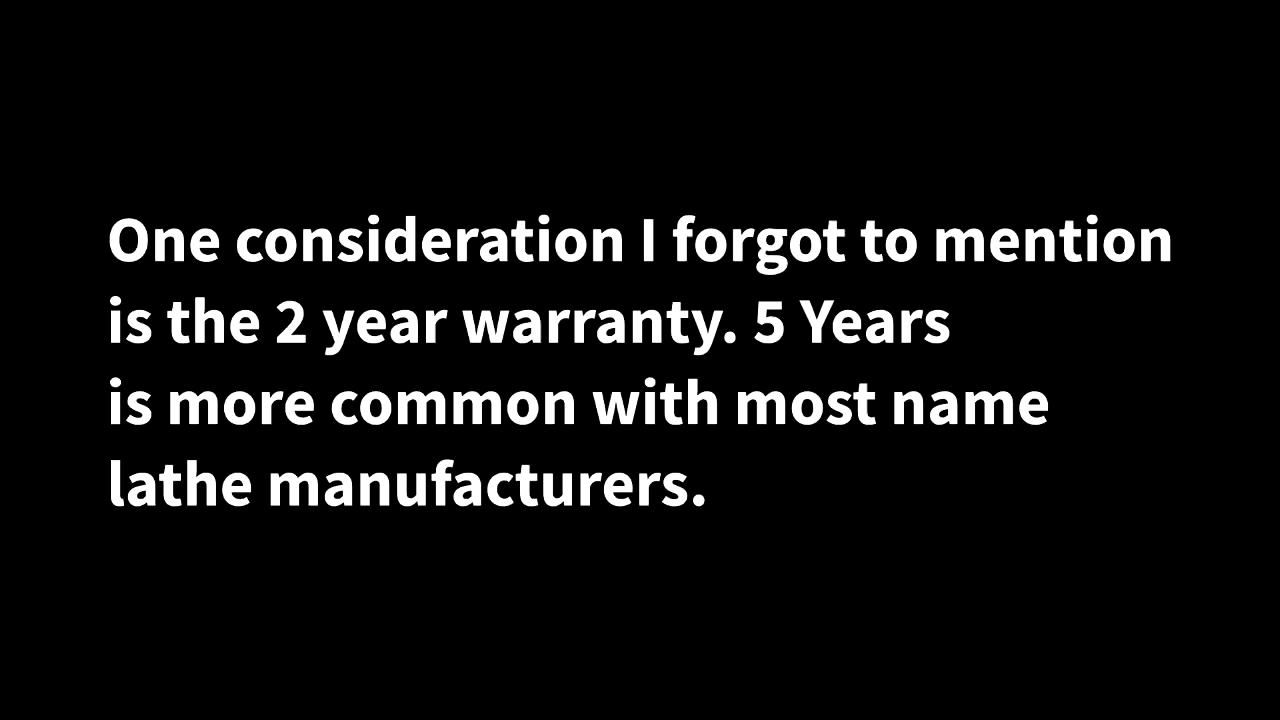 One consideration I forgot to mention
is the 2 year warranty. 5 Years
is more common with most name
lathe manufacturers.